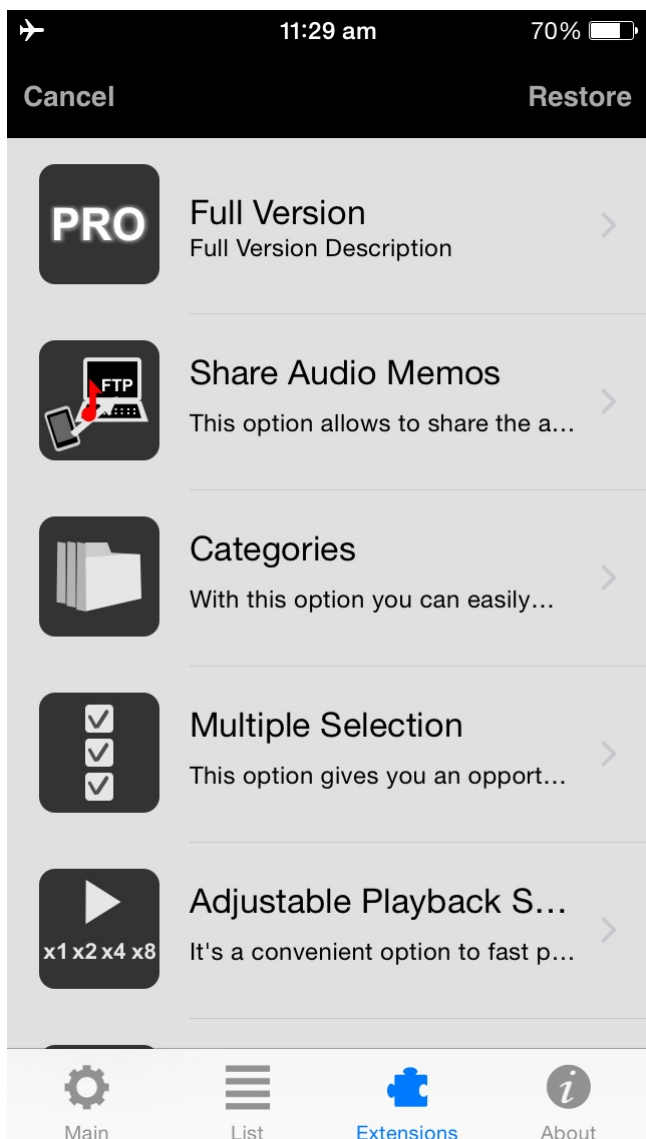 11:29 am 70%
Cancel Restore
PRO
Full Version
Full Version Description
FTP
Share Audio Memos
This option allows to share the a...
Categories
With this option you can easily...
Multiple Selection
This option gives you an opport...
Adjustable Playback S...
x1 x2 x4 x8
It's a convenient option to fast p...
Main List Extensions About